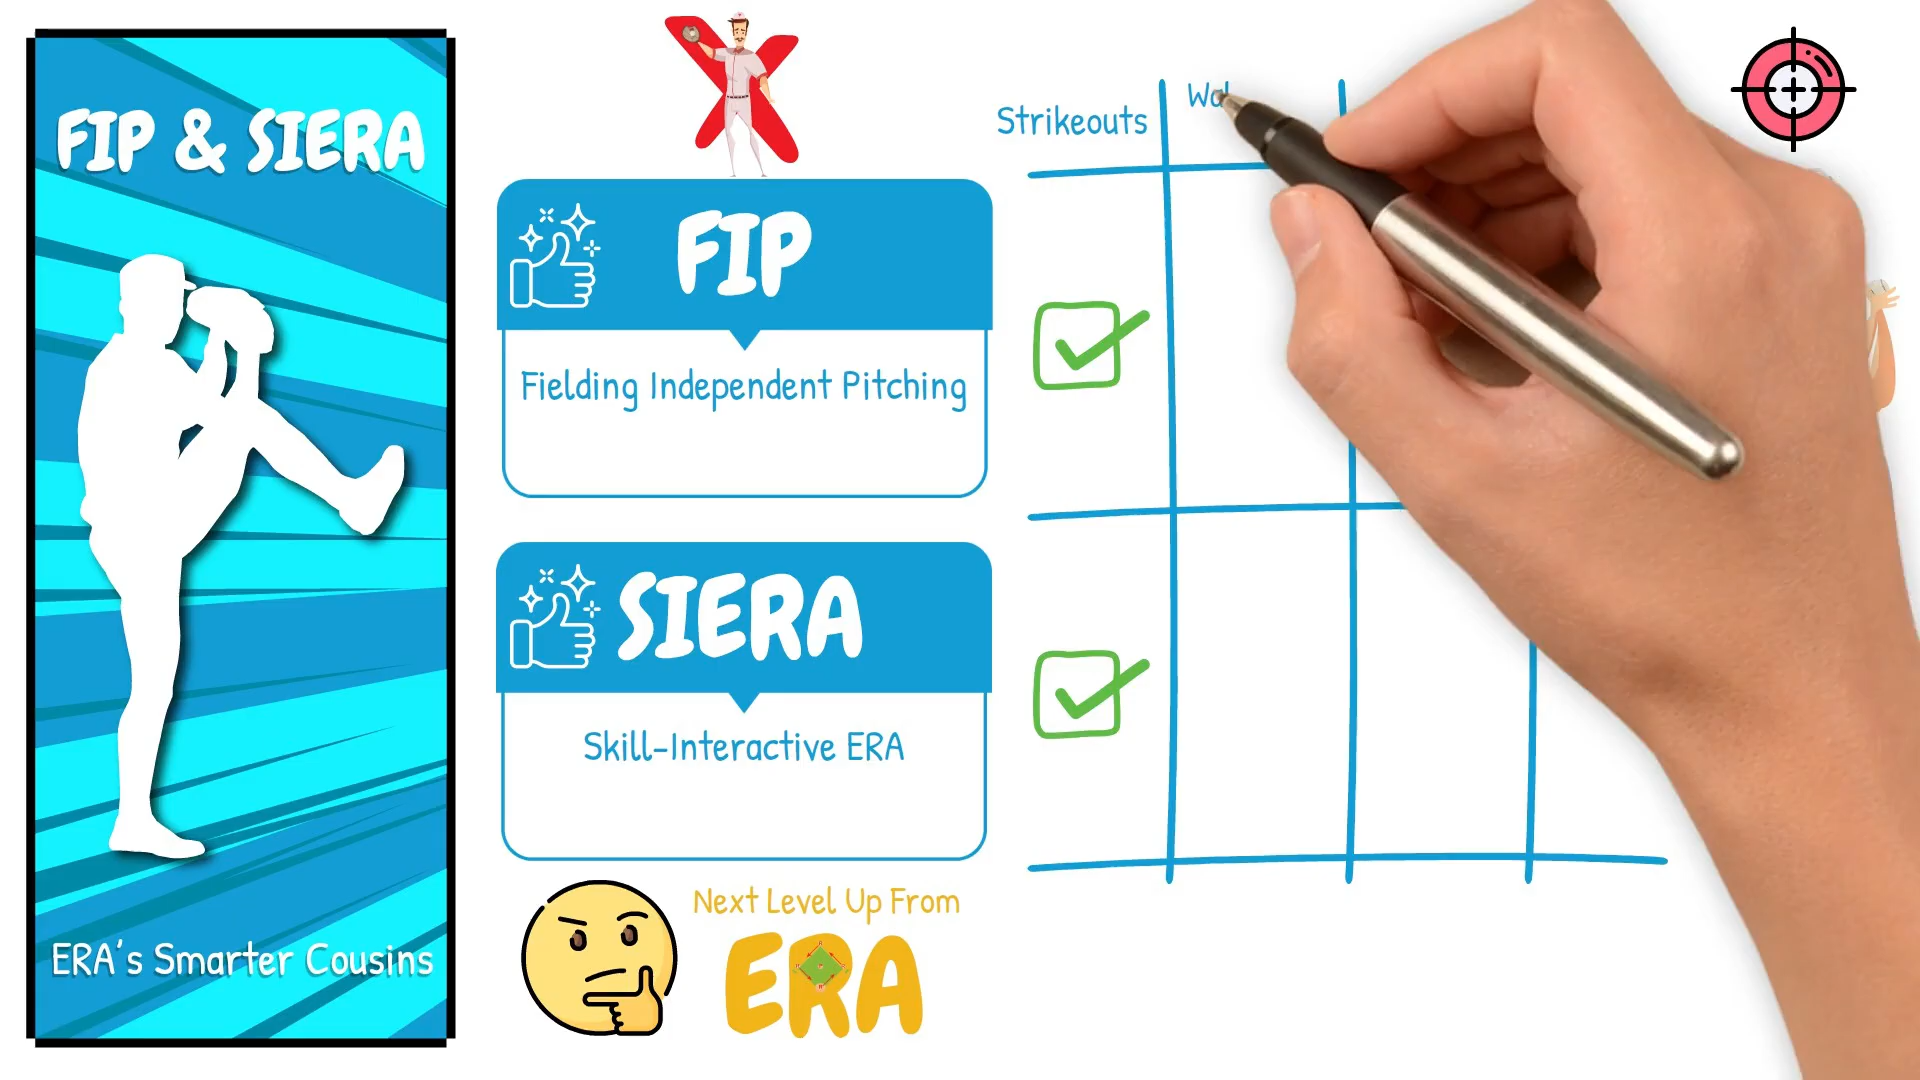 FIP & SIERA
ERA's Smarter Cousins
FIP
Fielding Independent Pitching
SIERA
Skill-Interactive ERA
Next Level Up From
ERA
Strikeouts